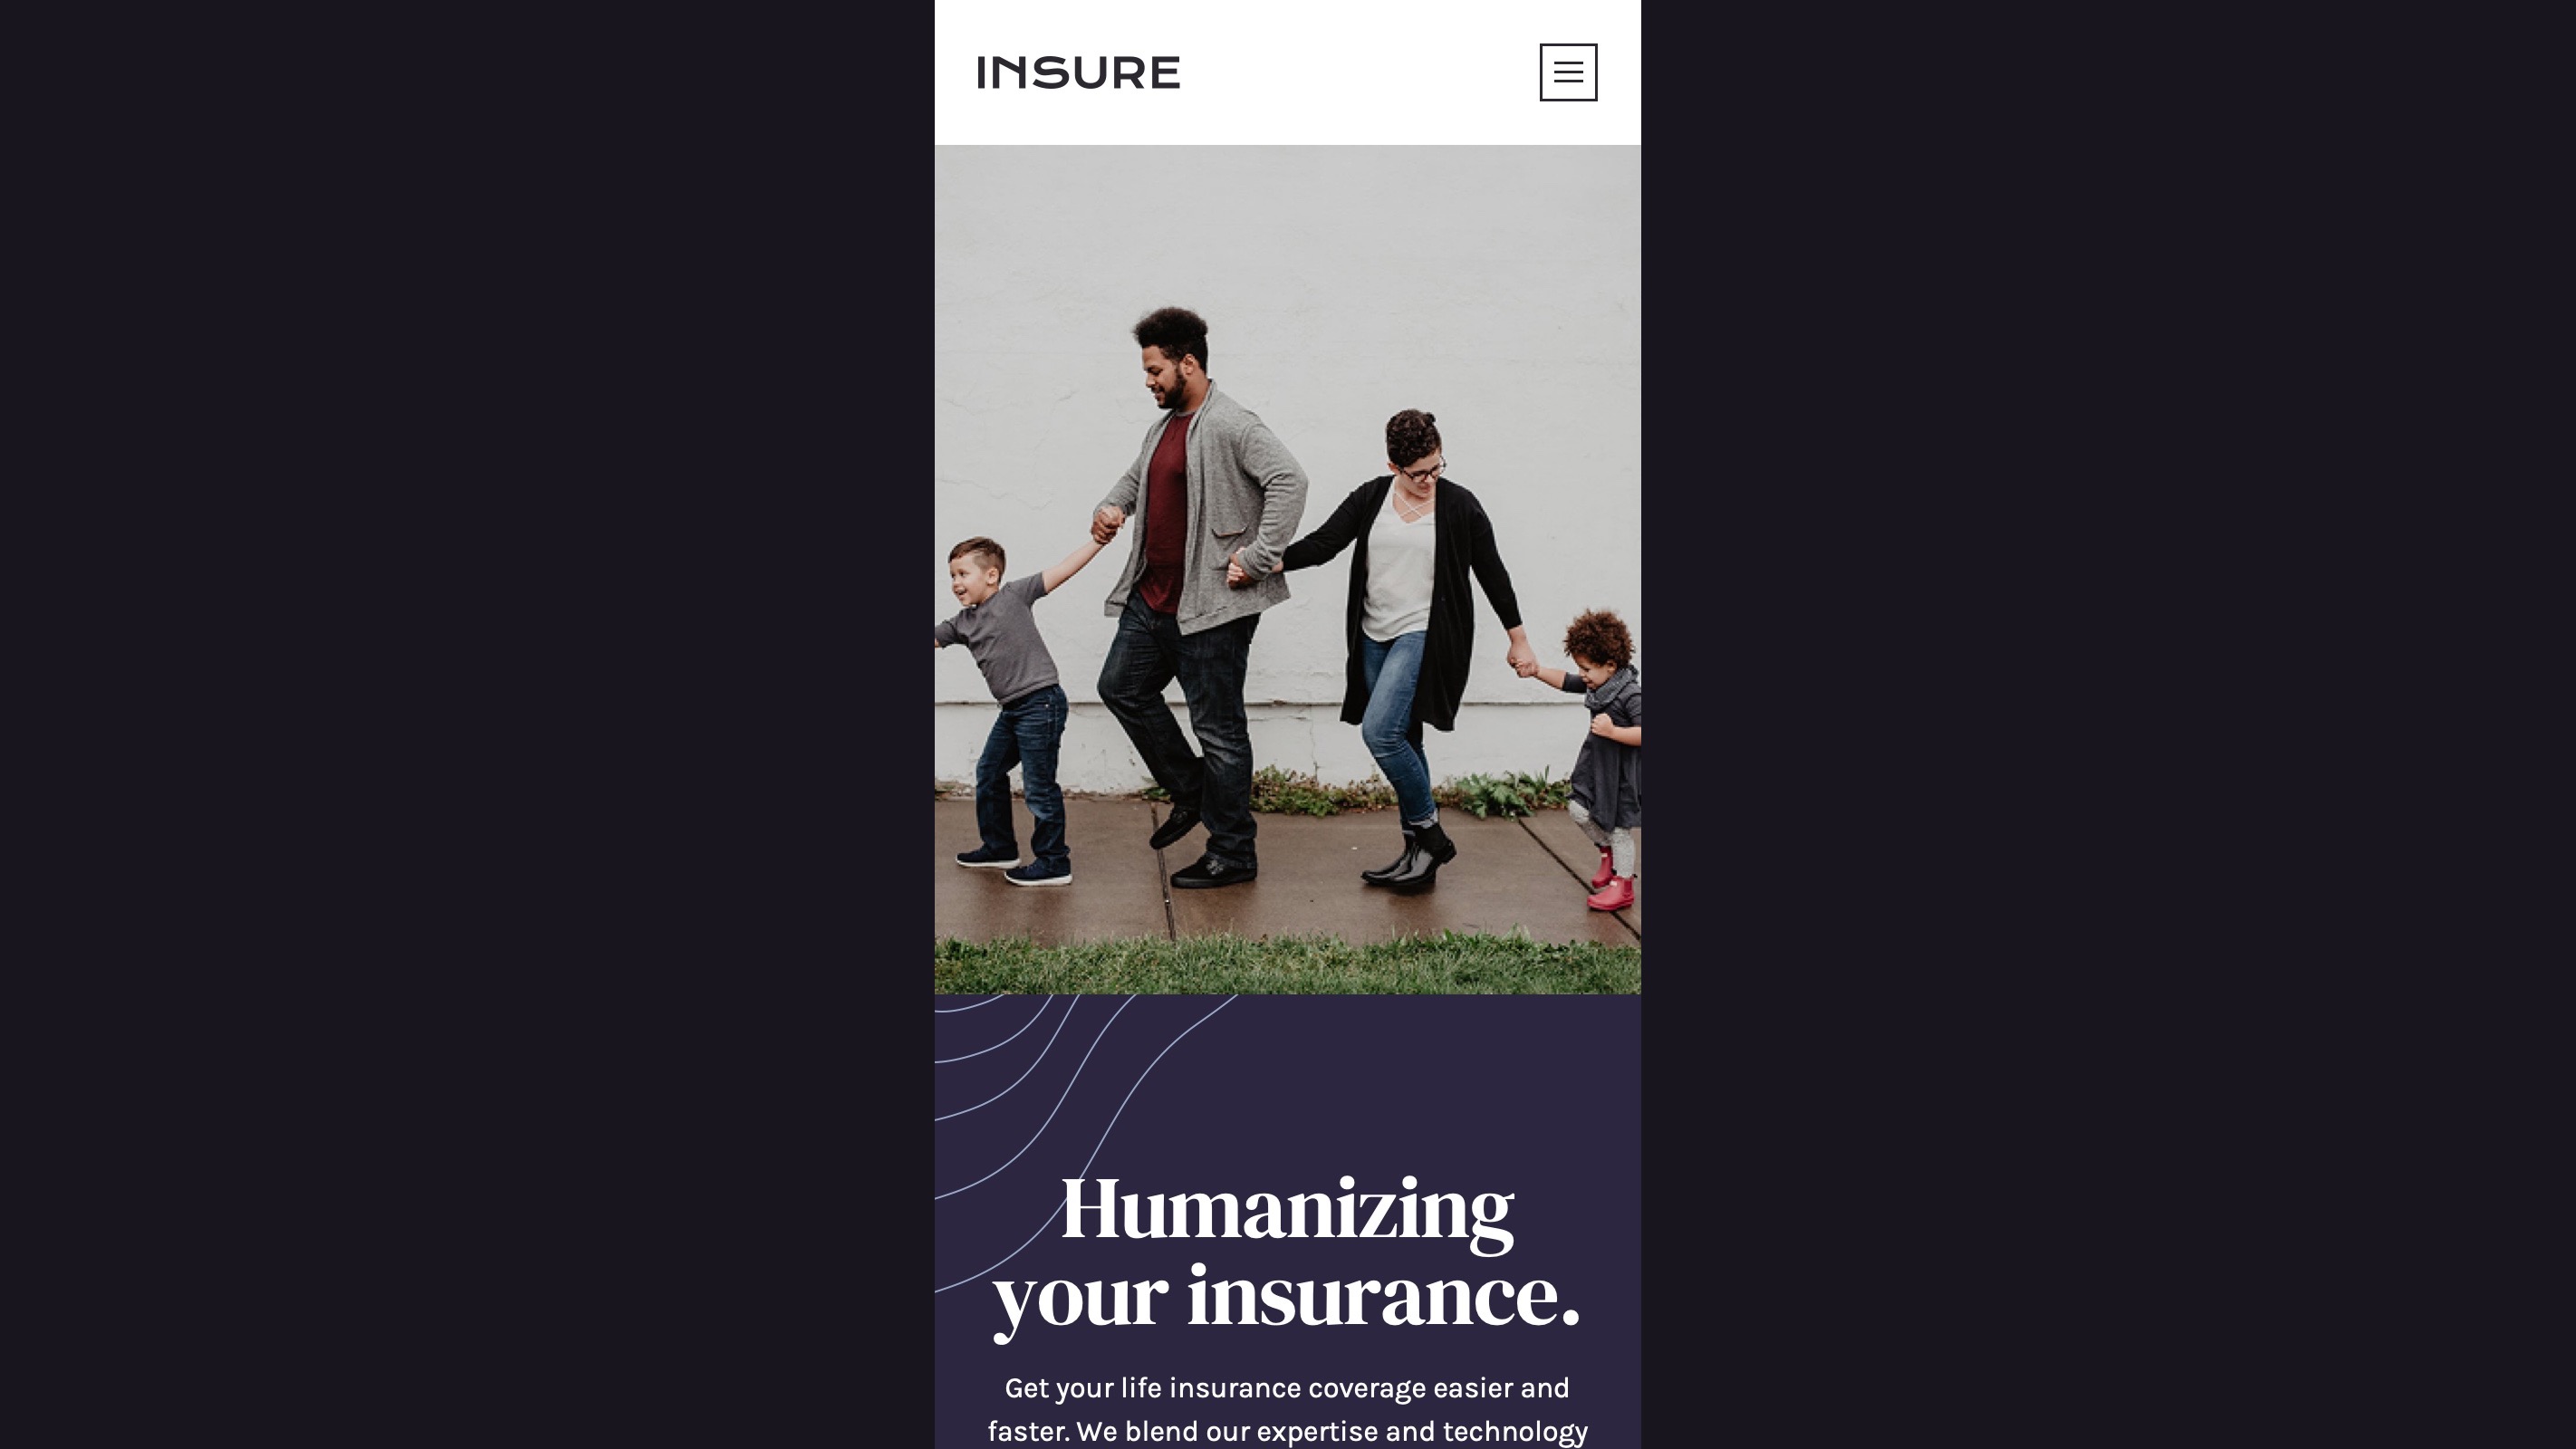 INSURE
Humanizing
your insurance.
Get your life insurance coverage easier and
faster. We blend our expertise and technology